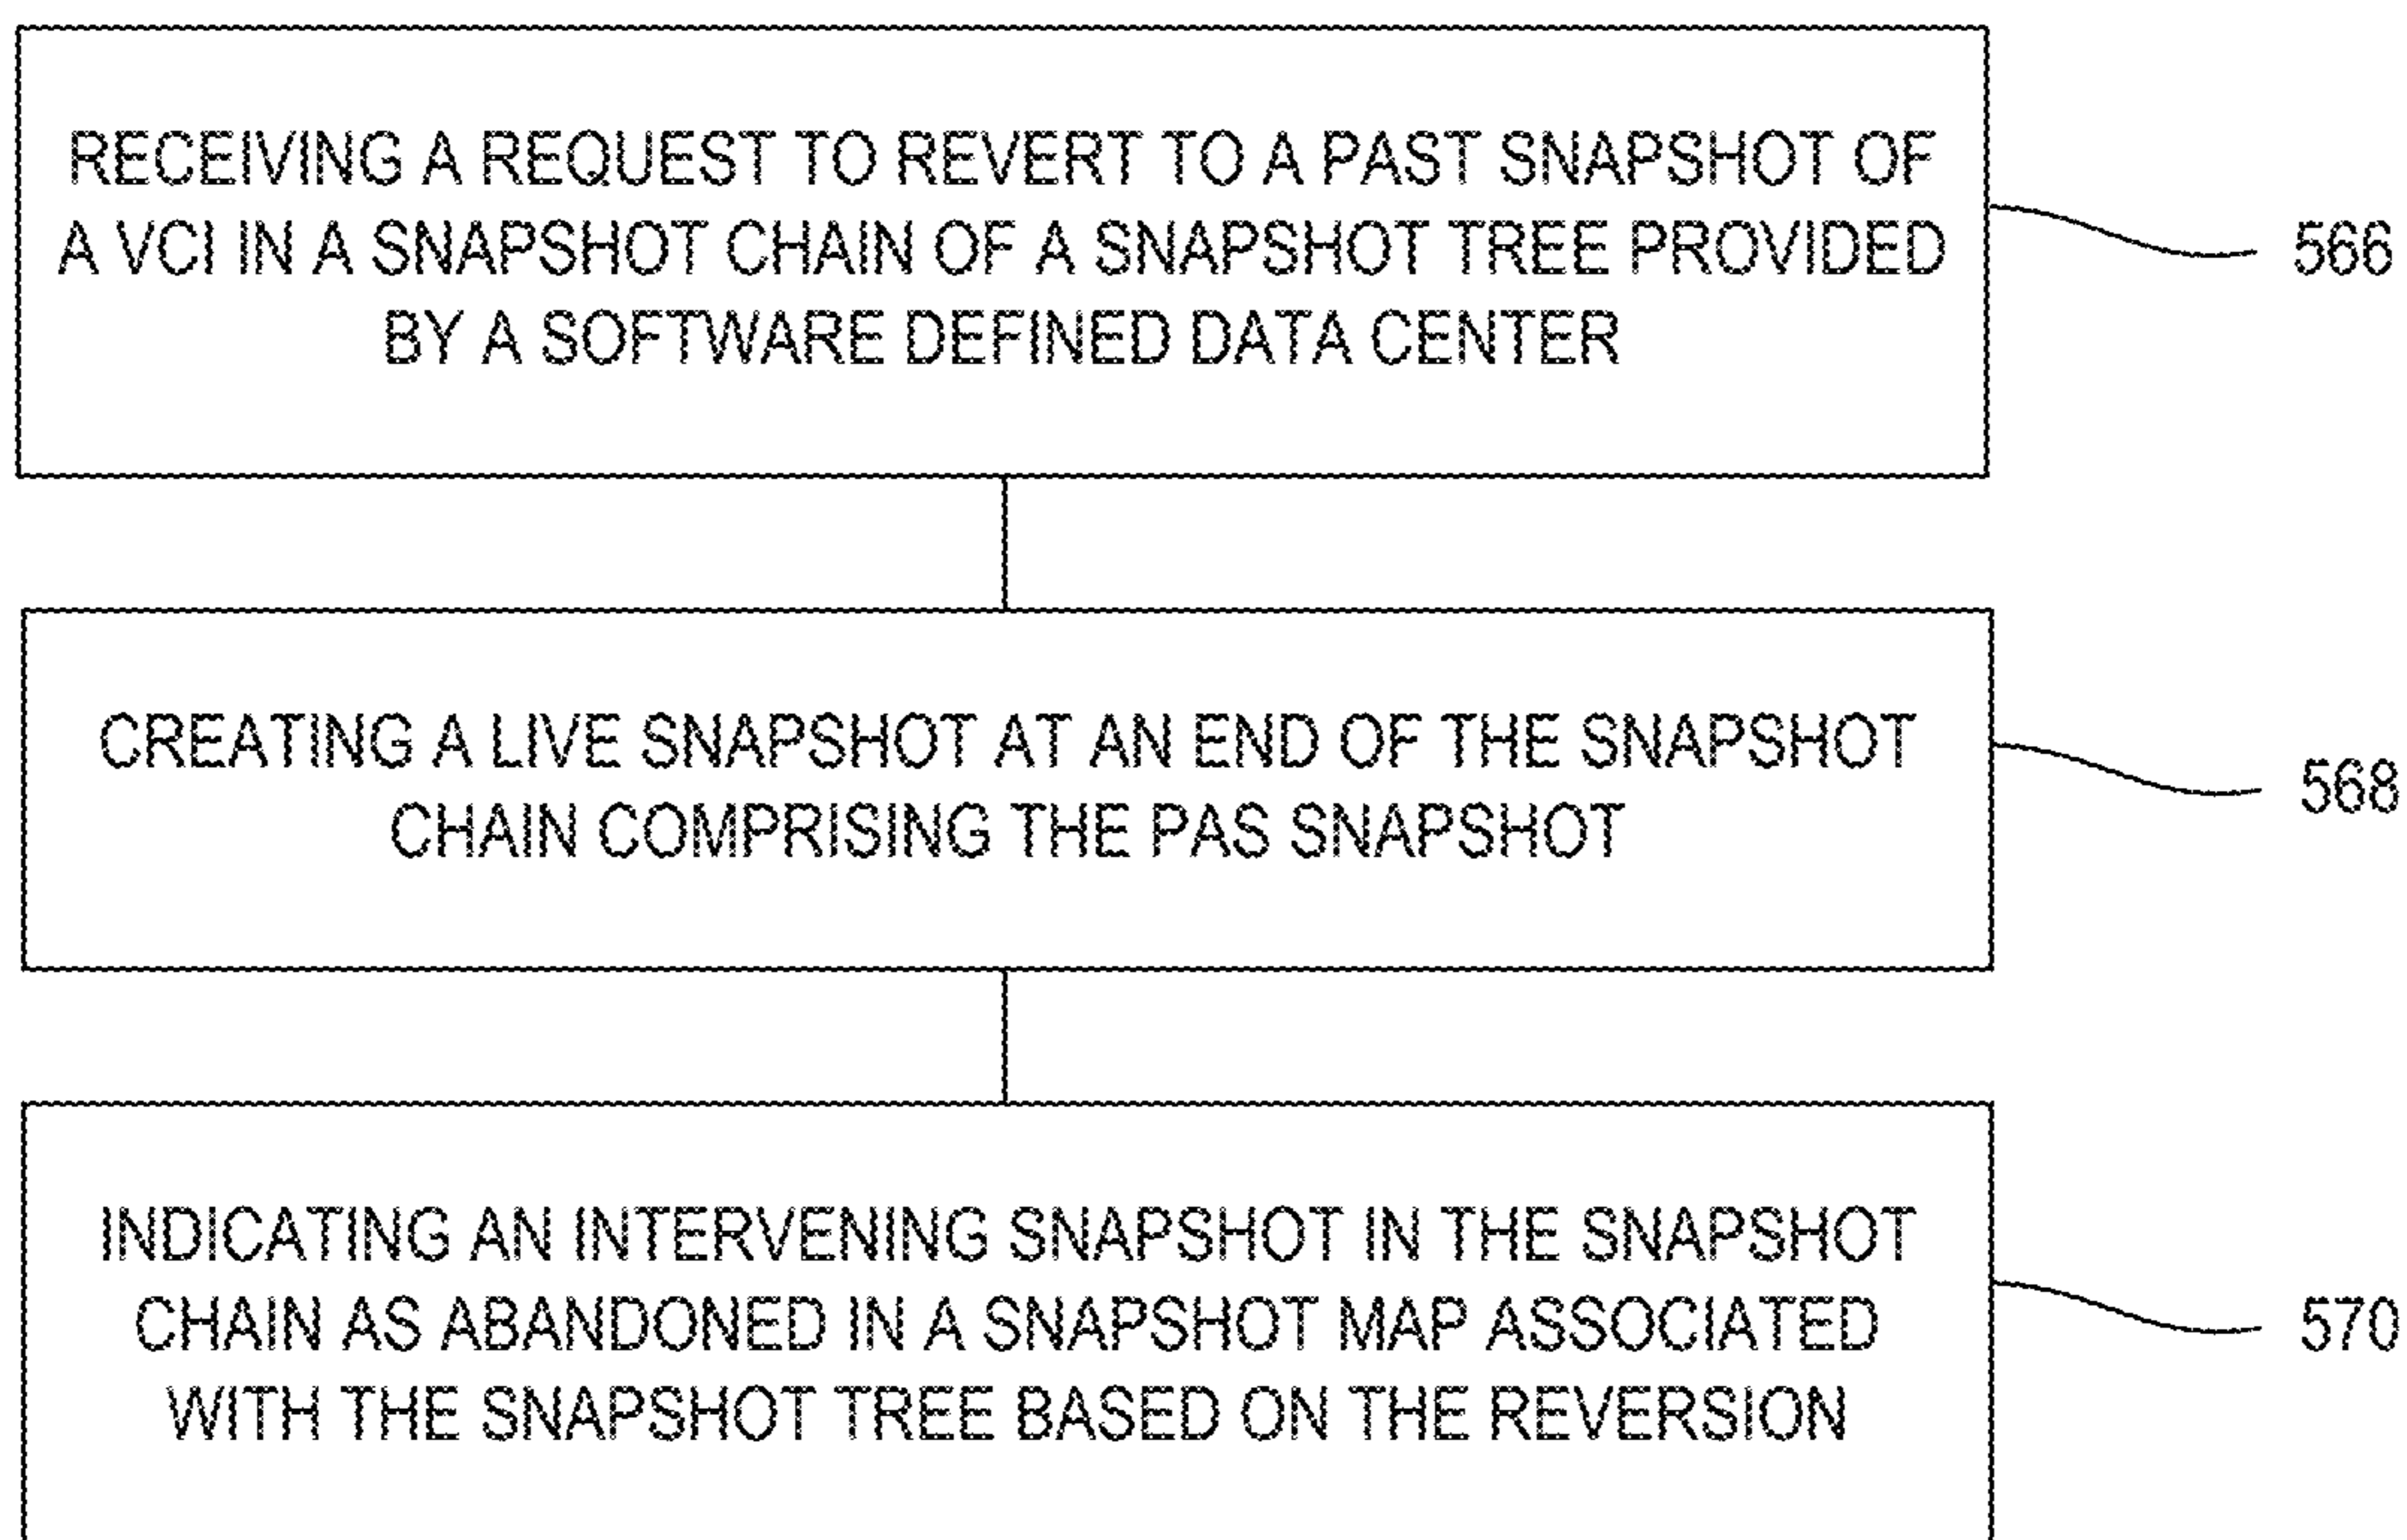 RECEIVING A REQUEST TO REVERT TO A PAST SNAPSHOT OF
A VCI IN A SNAPSHOT CHAIN OF A SNAPSHOT TREE PROVIDED
BY A SOFTWARE DEFINED DATA CENTER
566
CREATING A LIVE SNAPSHOT AT AN END OF THE SNAPSHOT
CHAIN COMPRISING THE PAS SNAPSHOT
568
INDICATING AN INTERVENING SNAPSHOT IN THE SNAPSHOT
CHAIN AS ABANDONED IN A SNAPSHOT MAP ASSOCIATED
WITH THE SNAPSHOT TREE BASED ON THE REVERSION
570